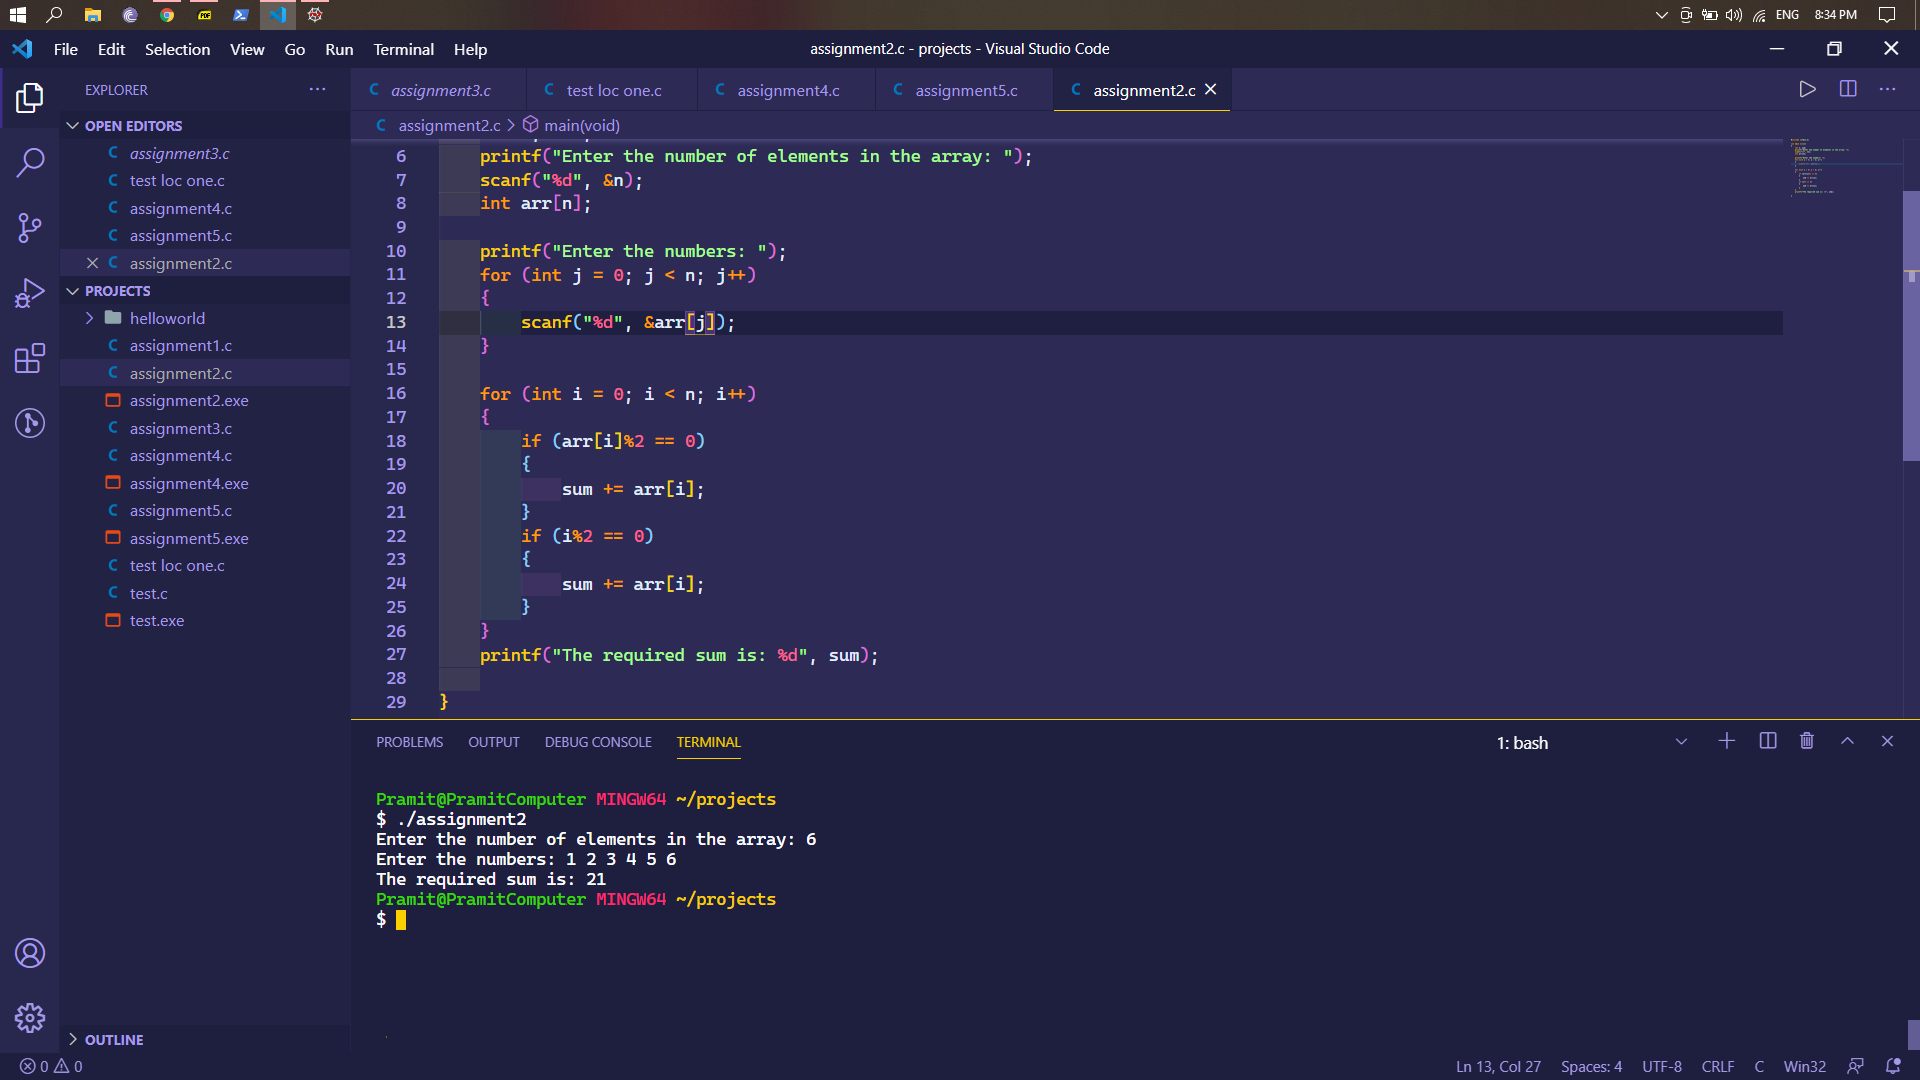 ENG 8:34 PM
File Edit Selection View Go Run Terminal Help
assignment2.c - projects - Visual Studio Code
EXPLORER
OPEN EDITORS
assignment3.c
test loc one.c
assignment4.c
assignment5.c
assignment2.c
PROJECTS
helloworld
assignment1.c
assignment2.c
assignment2.exe
assignment3.c
assignment4.c
assignment4.exe
assignment5.c
assignment5.exe
test loc one.c
test.c
test.exe
OUTLINE
assignment3.c test loc one.c assignment4.c assignment5.c assignment2.c
assignment2.c > main(void)
6 printf("Enter the number of elements in the array: ");
7 scanf("%d", &n);
8 int arr[n];
9
10 printf("Enter the numbers: ");
11 for (int j = 0; j < n; j++)
12 {
13 scanf("%d", &arr[j]);
14 }
15
16 for (int i = 0; i < n; i++)
17 {
18 if (arr[i]%2 == 0)
19 {
20 sum += arr[i];
21 }
22 if (i%2 == 0)
23 {
24 sum += arr[i];
25 }
26 }
27 printf("The required sum is: %d", sum);
28
29 }
PROBLEMS OUTPUT DEBUG CONSOLE TERMINAL
1: bash
Pramit@PramitComputer MINGW64 ~/projects
$ ./assignment2
Enter the number of elements in the array: 6
Enter the numbers: 1 2 3 4 5 6
The required sum is: 21
Pramit@PramitComputer MINGW64 ~/projects
$
0 0
Ln 13, Col 27 Spaces: 4 UTF-8 CRLF C Win32